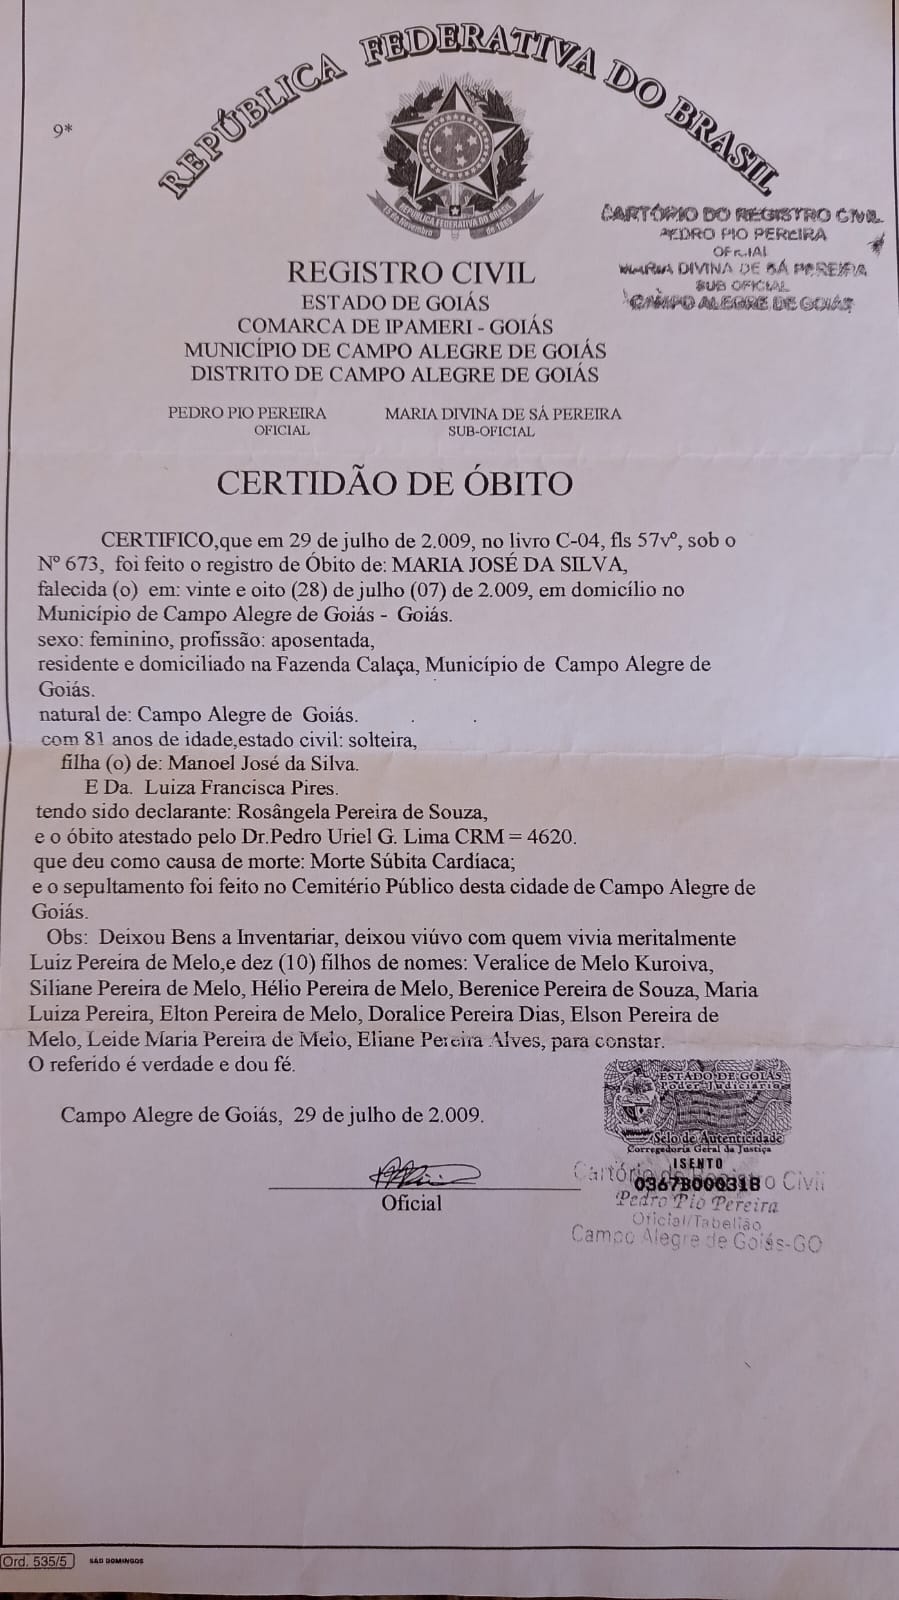 REPÚBLICA FEDERATIVA DO BRASIL
9*
REPÚBLICA FEDERATIVA DO BRASIL
15 de Novembro de 1889
CARTÓRIO DO REGISTRO CIVIL
PEDRO PIO PEREIRA
OFICIAL
MARIA DIVINA DE SÁ PEREIRA
SUB OFICIAL
CAMPO ALEGRE DE GOIÁS
REGISTRO CIVIL
ESTADO DE GOIÁS
COMARCA DE IPAMERI - GOIÁS
MUNICÍPIO DE CAMPO ALEGRE DE GOIÁS
DISTRITO DE CAMPO ALEGRE DE GOIÁS
PEDRO PIO PEREIRA MARIA DIVINA DE SÁ PEREIRA
OFICIAL SUB-OFICIAL
CERTIDÃO DE ÓBITO
CERTIFICO,que em 29 de julho de 2.009, no livro C-04, fls 57vº, sob o
Nº 673, foi feito o registro de Óbito de: MARIA JOSÉ DA SILVA,
falecida (o) em: vinte e oito (28) de julho (07) de 2.009, em domicílio no
Município de Campo Alegre de Goiás - Goiás.
sexo: feminino, profissão: aposentada,
residente e domiciliado na Fazenda Calaça, Município de Campo Alegre de
Goiás.
natural de: Campo Alegre de Goiás.
com 81 anos de idade,estado civil: solteira,
filha (o) de: Manoel José da Silva.
E Da. Luiza Francisca Pires.
tendo sido declarante: Rosângela Pereira de Souza,
e o óbito atestado pelo Dr.Pedro Uriel G. Lima CRM = 4620.
que deu como causa de morte: Morte Súbita Cardíaca;
e o sepultamento foi feito no Cemitério Público desta cidade de Campo Alegre de
Goiás.
Obs: Deixou Bens a Inventariar, deixou viúvo com quem vivia meritalmente
Luiz Pereira de Melo,e dez (10) filhos de nomes: Veralice de Melo Kuroiva,
Siliane Pereira de Melo, Hélio Pereira de Melo, Berenice Pereira de Souza, Maria
Luiza Pereira, Elton Pereira de Melo, Doralice Pereira Dias, Elson Pereira de
Melo, Leide Maria Pereira de Melo, Eliane Pereira Alves, para constar.
O referido é verdade e dou fé.
Campo Alegre de Goiás, 29 de julho de 2.009.
Oficial
ESTADO DE GOIÁS
Poder Judiciário
Selo de Autenticidade
Corregedoria Geral da Justiça
ISENTO
0367B000318
Cartório de Registro Civil
Pedro Pio Pereira
Oficial/Tabelião
Campo Alegre de Goiás-GO
Ord. 535/5 SÃO DOMINGOS